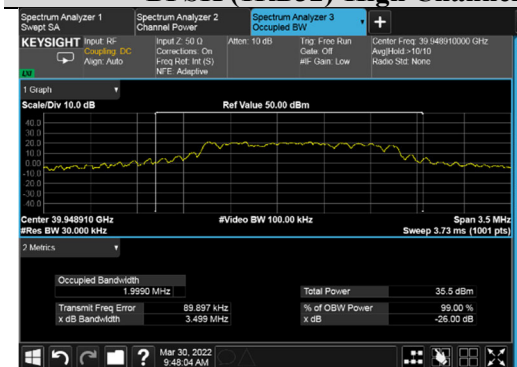 Spectrum Analyzer 1
Swept SA
Spectrum Analyzer 2
Channel Power
Spectrum Analyzer 3
Occupied BW
KEYSIGHT
Input: RF
Coupling: DC
Align: Auto
Input Z: 50 Ω
Corrections: On
Freq Ref: Int (S)
NFE: Adaptive
Atten: 10 dB
Trig: Free Run
Gate: Off
#IF Gain: Low
Center Freq: 39.948910000 GHz
Avg|Hold:>10/10
Radio Std: None
1 Graph
Scale/Div 10.0 dB
Ref Value 50.00 dBm
40.0
30.0
20.0
10.0
0.00
-10.0
-20.0
-30.0
-40.0
Center 39.948910 GHz
#Video BW 100.00 kHz
Span 3.5 MHz
#Res BW 30.000 kHz
Sweep 3.73 ms (1001 pts)
2 Metrics
Occupied Bandwidth
1.9990 MHz
Total Power 35.5 dBm
Transmit Freq Error 89.897 kHz
% of OBW Power 99.00 %
x dB Bandwidth 3.499 MHz
x dB -26.00 dB
Mar 30, 2022
9:48:04 AM